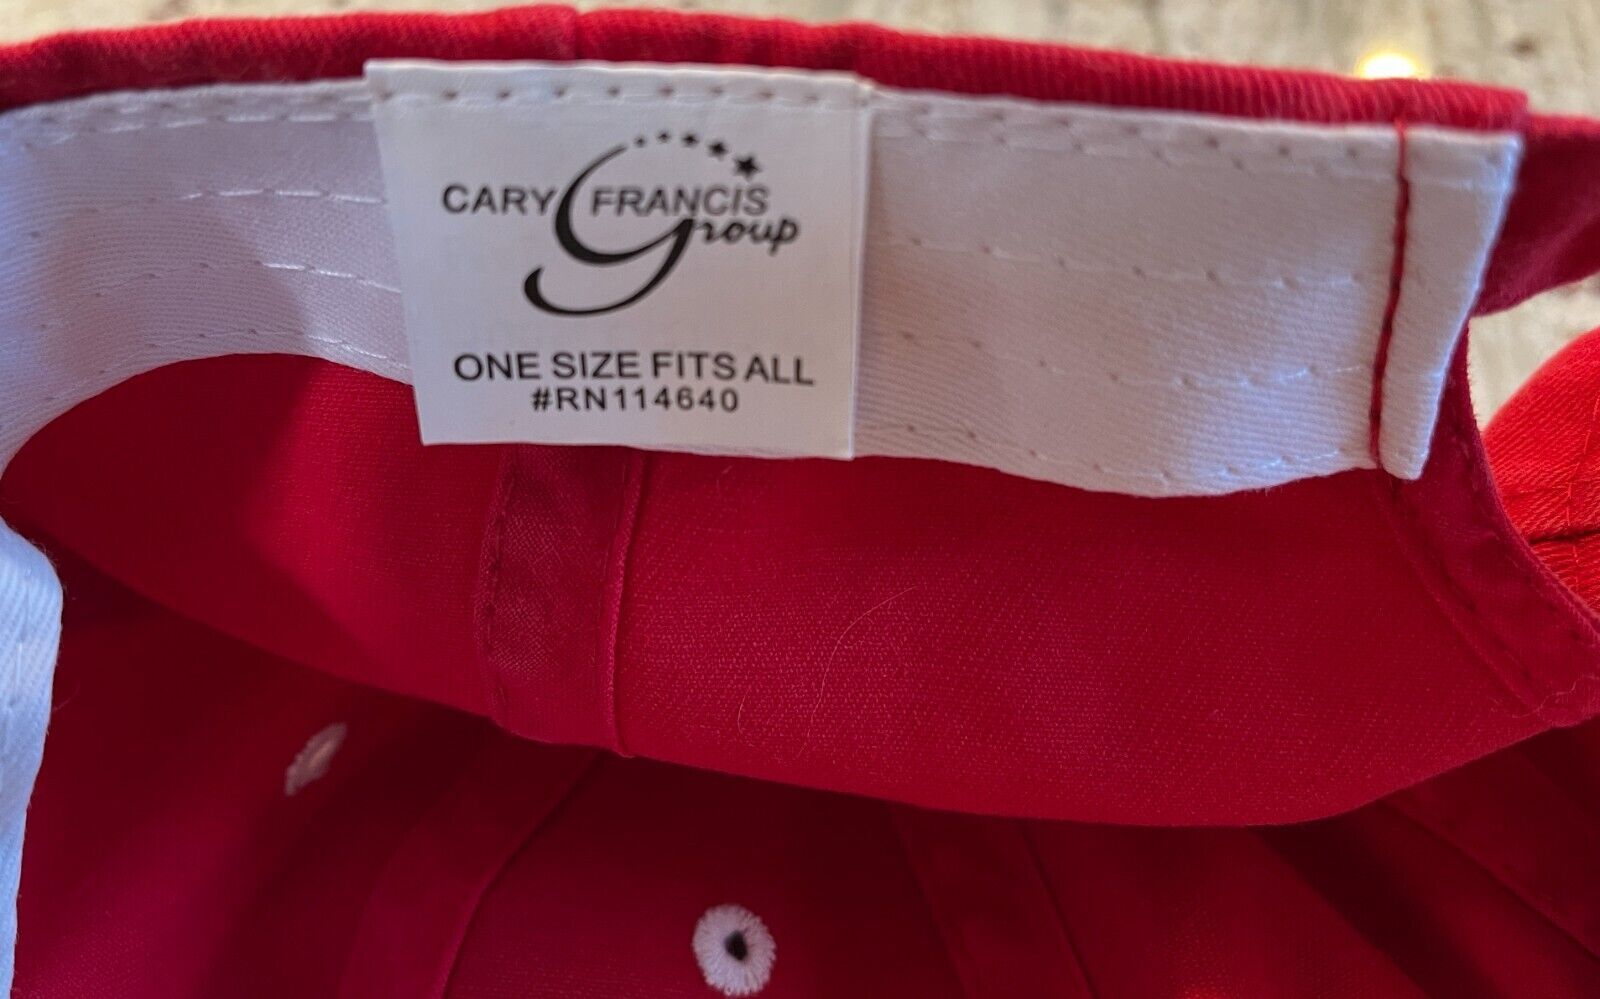 CARY FRANCIS
Group
ONE SIZE FITS ALL
#RN114640